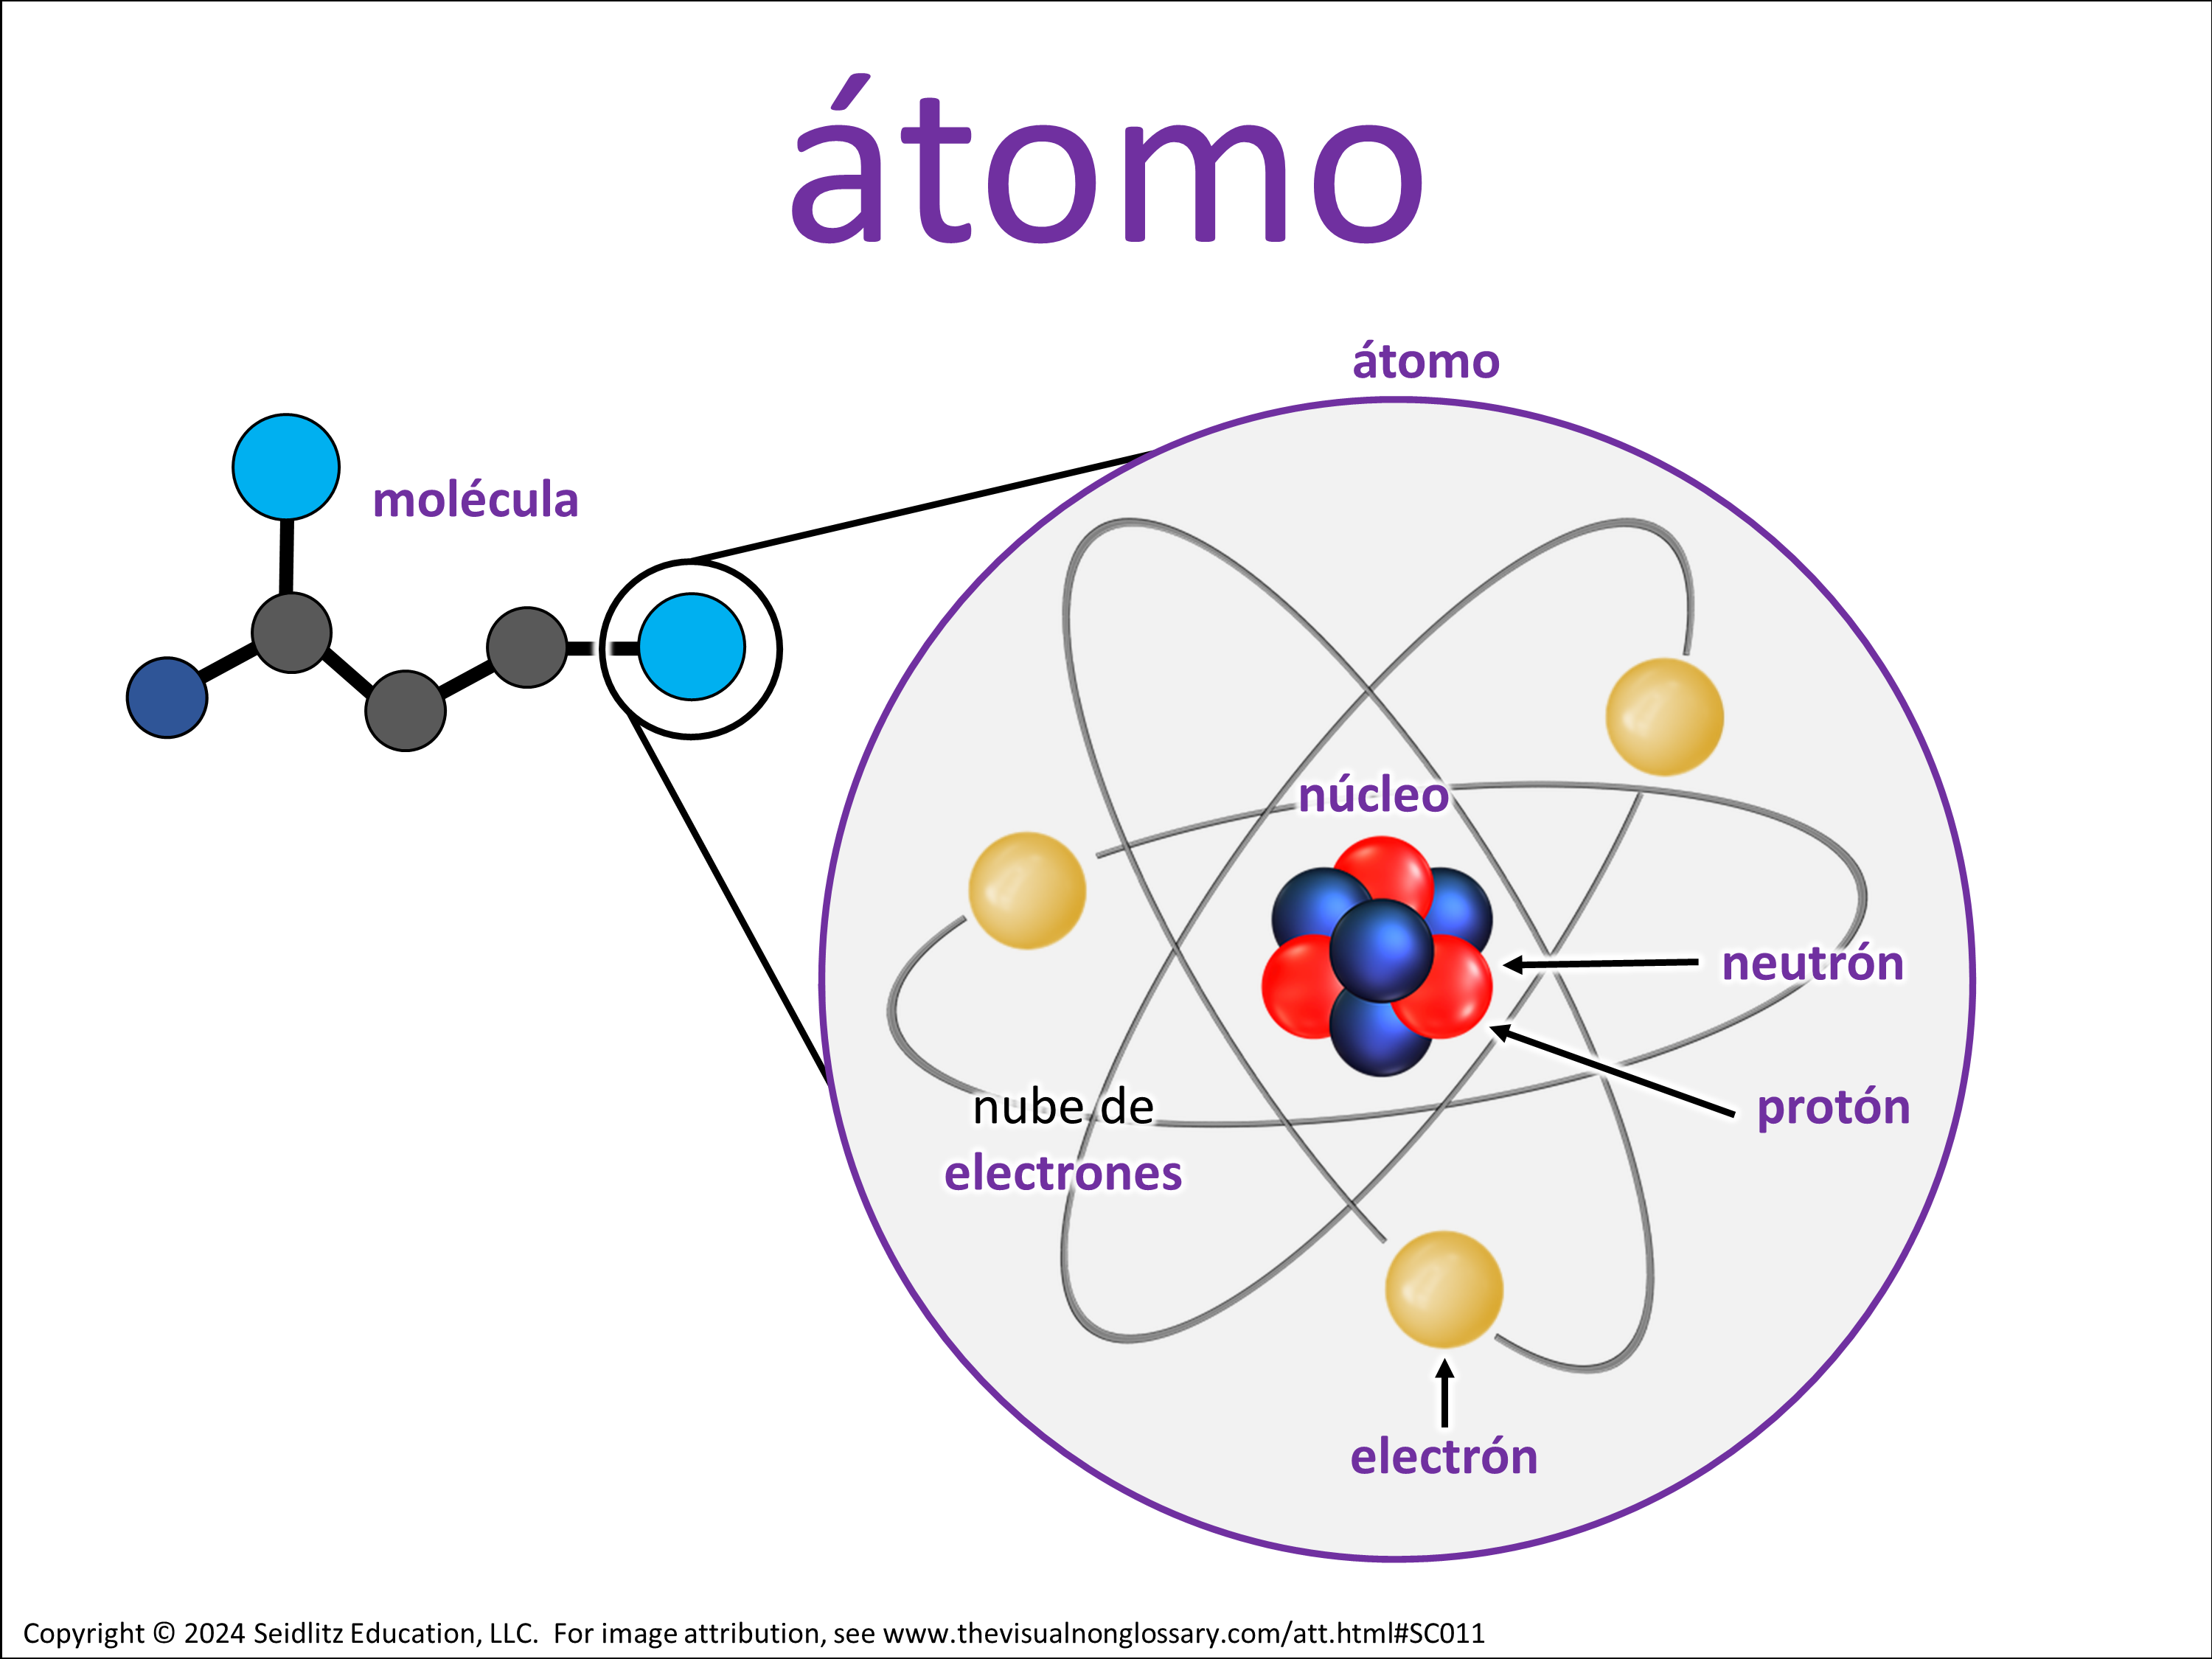 átomo
átomo
molécula
núcleo
neutrón
nube de
electrones
protón
electrón
Copyright © 2024 Seidlitz Education, LLC.  For image attribution, see www.thevisualnonglossary.com/att.html#SC011